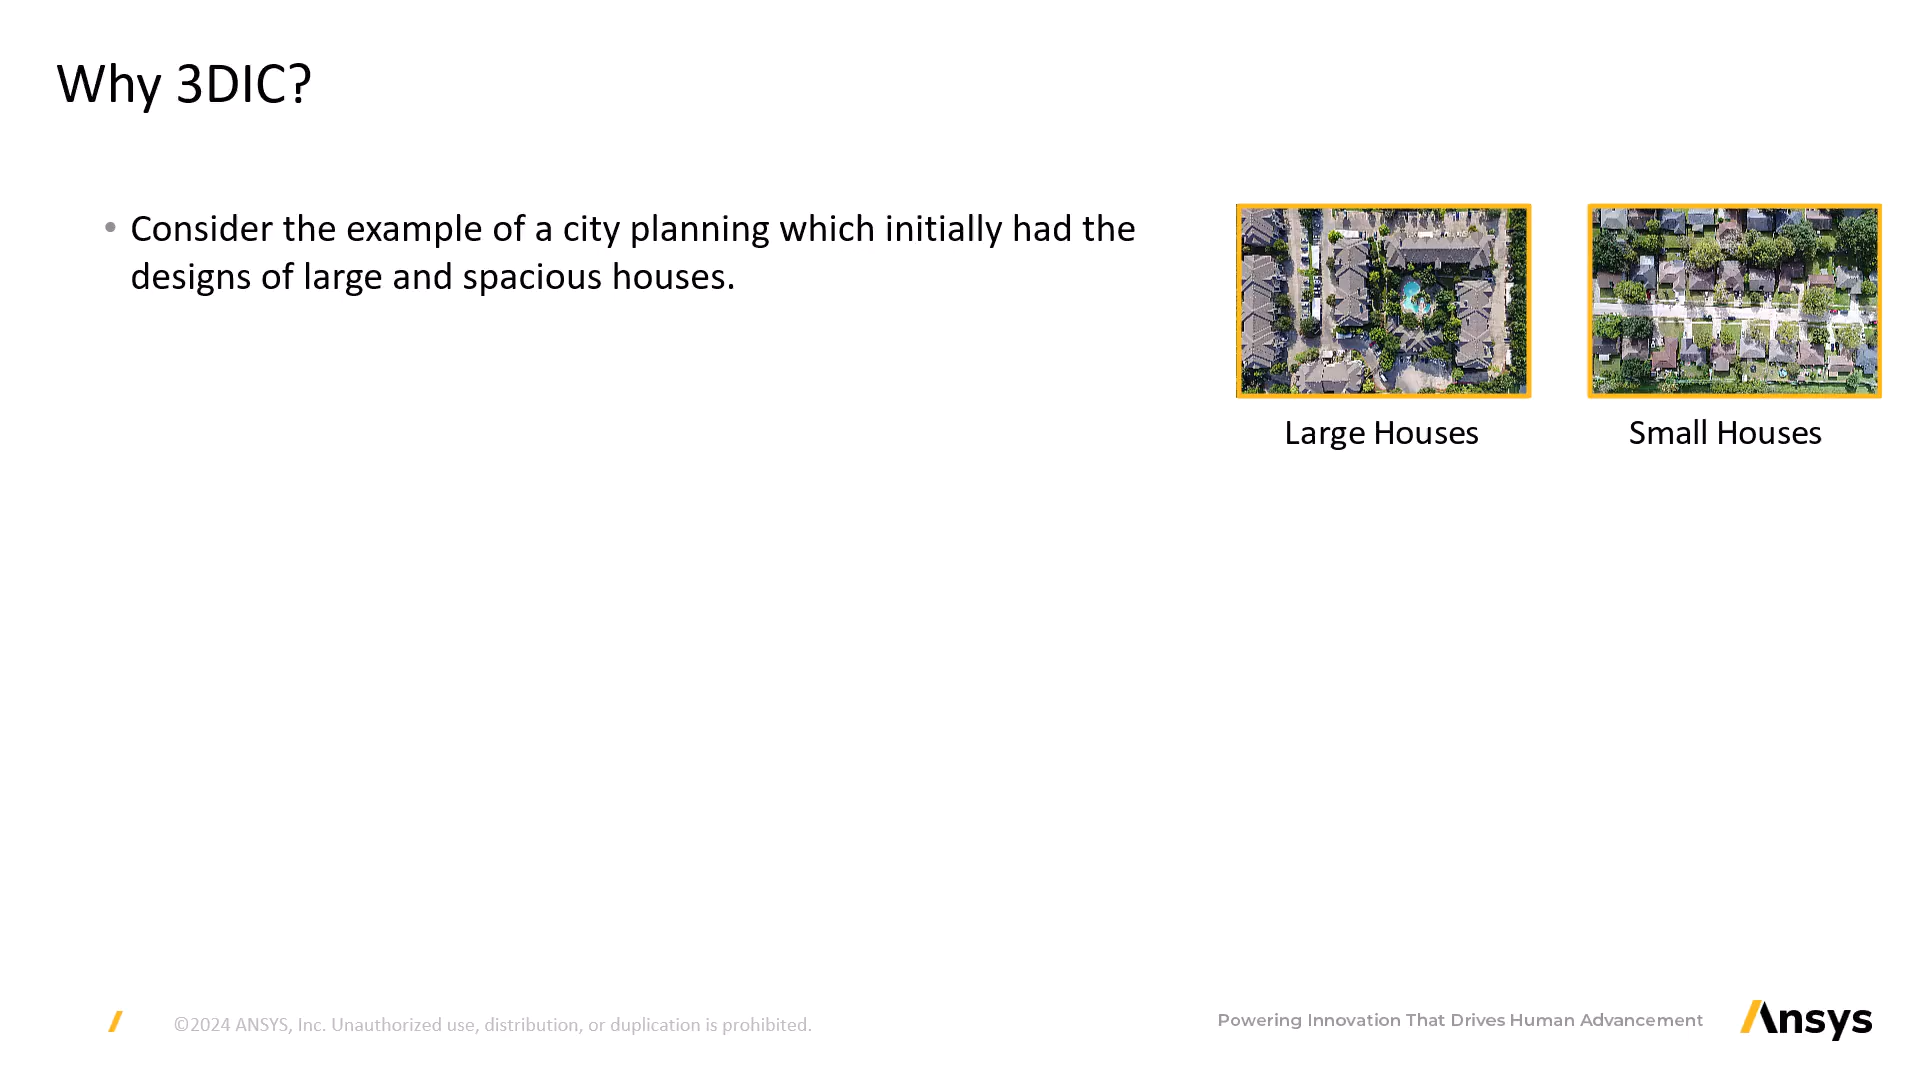 Why 3DIC?
• Consider the example of a city planning which initially had the
designs of large and spacious houses.
Large Houses
Small Houses
©2024 ANSYS, Inc. Unauthorized use, distribution, or duplication is prohibited.
Powering Innovation That Drives Human Advancement
Ansys